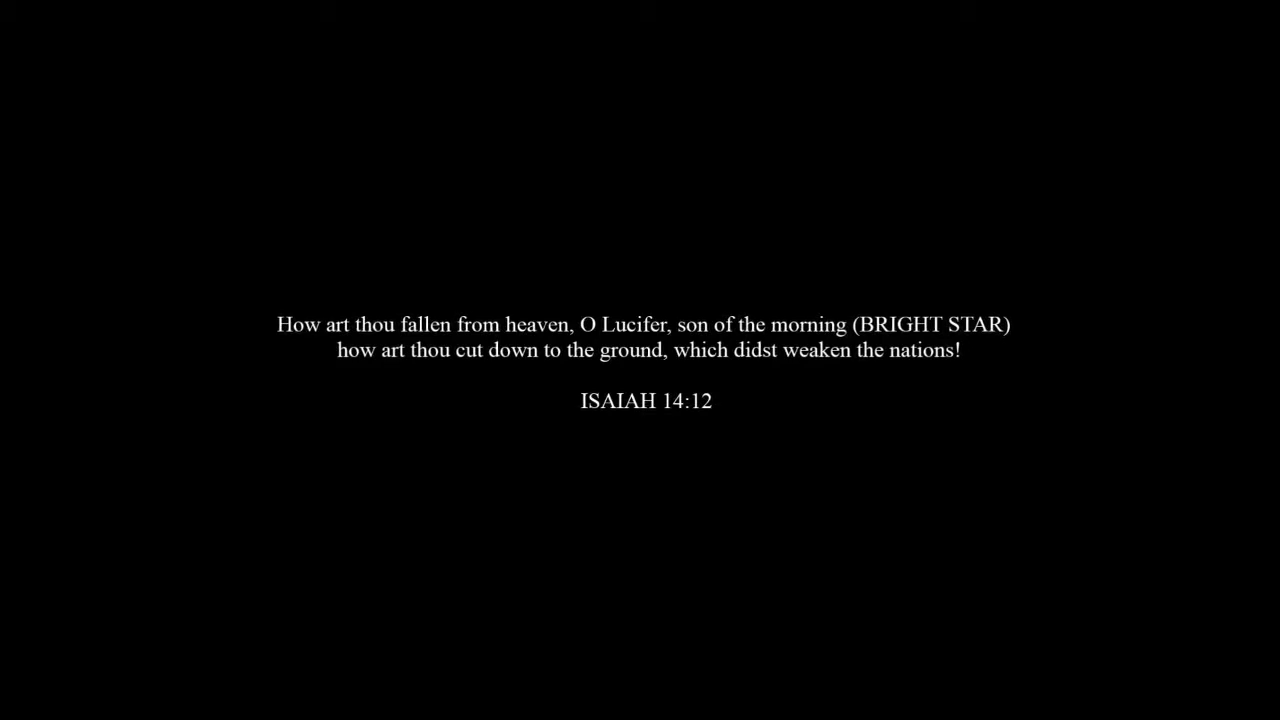 How art thou fallen from heaven, O Lucifer, son of the morning (BRIGHT STAR)
how art thou cut down to the ground, which didst weaken the nations!
ISAIAH 14:12